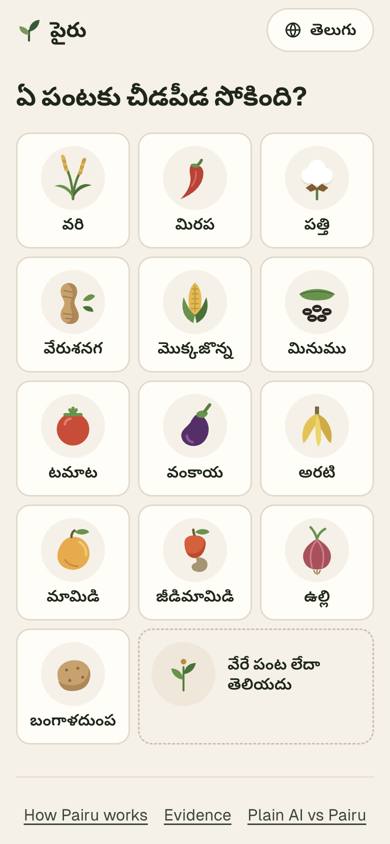 పైరు
తెలుగు
ఏ పంటకు చీడపీడ సోకింది?
వరి
మిరప
పత్తి
వేరుశనగ
మొక్కజొన్న
మినుము
టమాట
వంకాయ
అరటి
మామిడి
జీడిమామిడి
ఉల్లి
బంగాళదుంప
వేరే పంట లేదా
తెలియదు
How Pairu works
Evidence
Plain AI vs Pairu